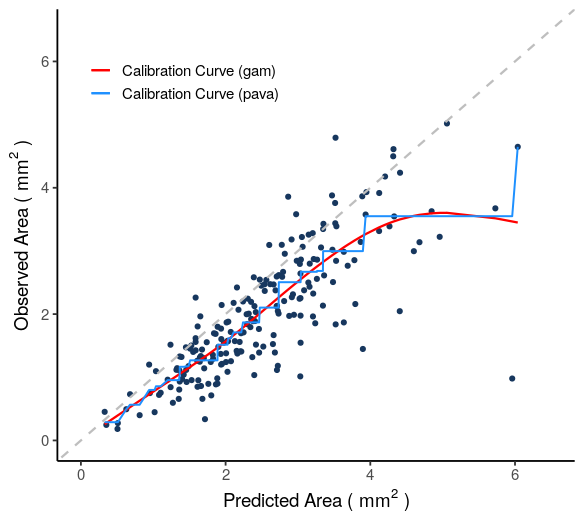 6
Calibration Curve (gam)
Calibration Curve (pava)
4
Observed Area ( mm² )
2
0
0 2 4 6
Predicted Area ( mm² )